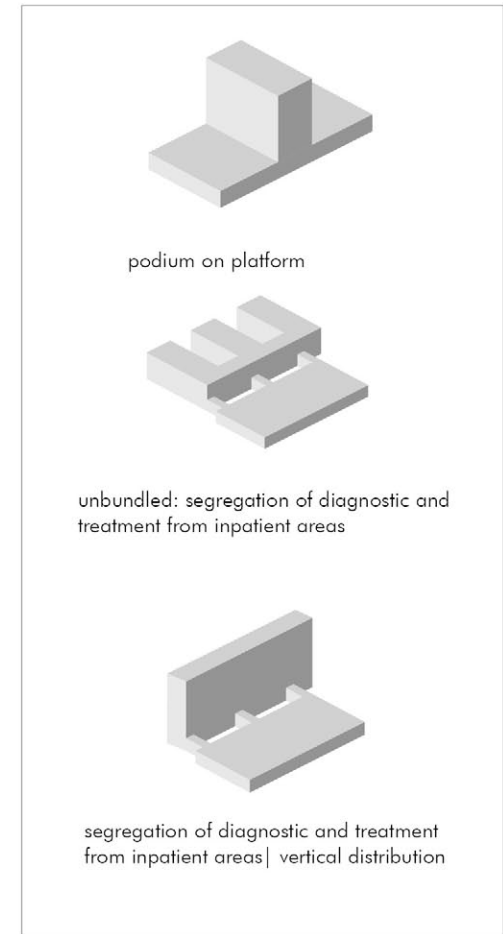 podium on platform
unbundled: segregation of diagnostic and
treatment from inpatient areas
segregation of diagnostic and treatment
from inpatient areas| vertical distribution